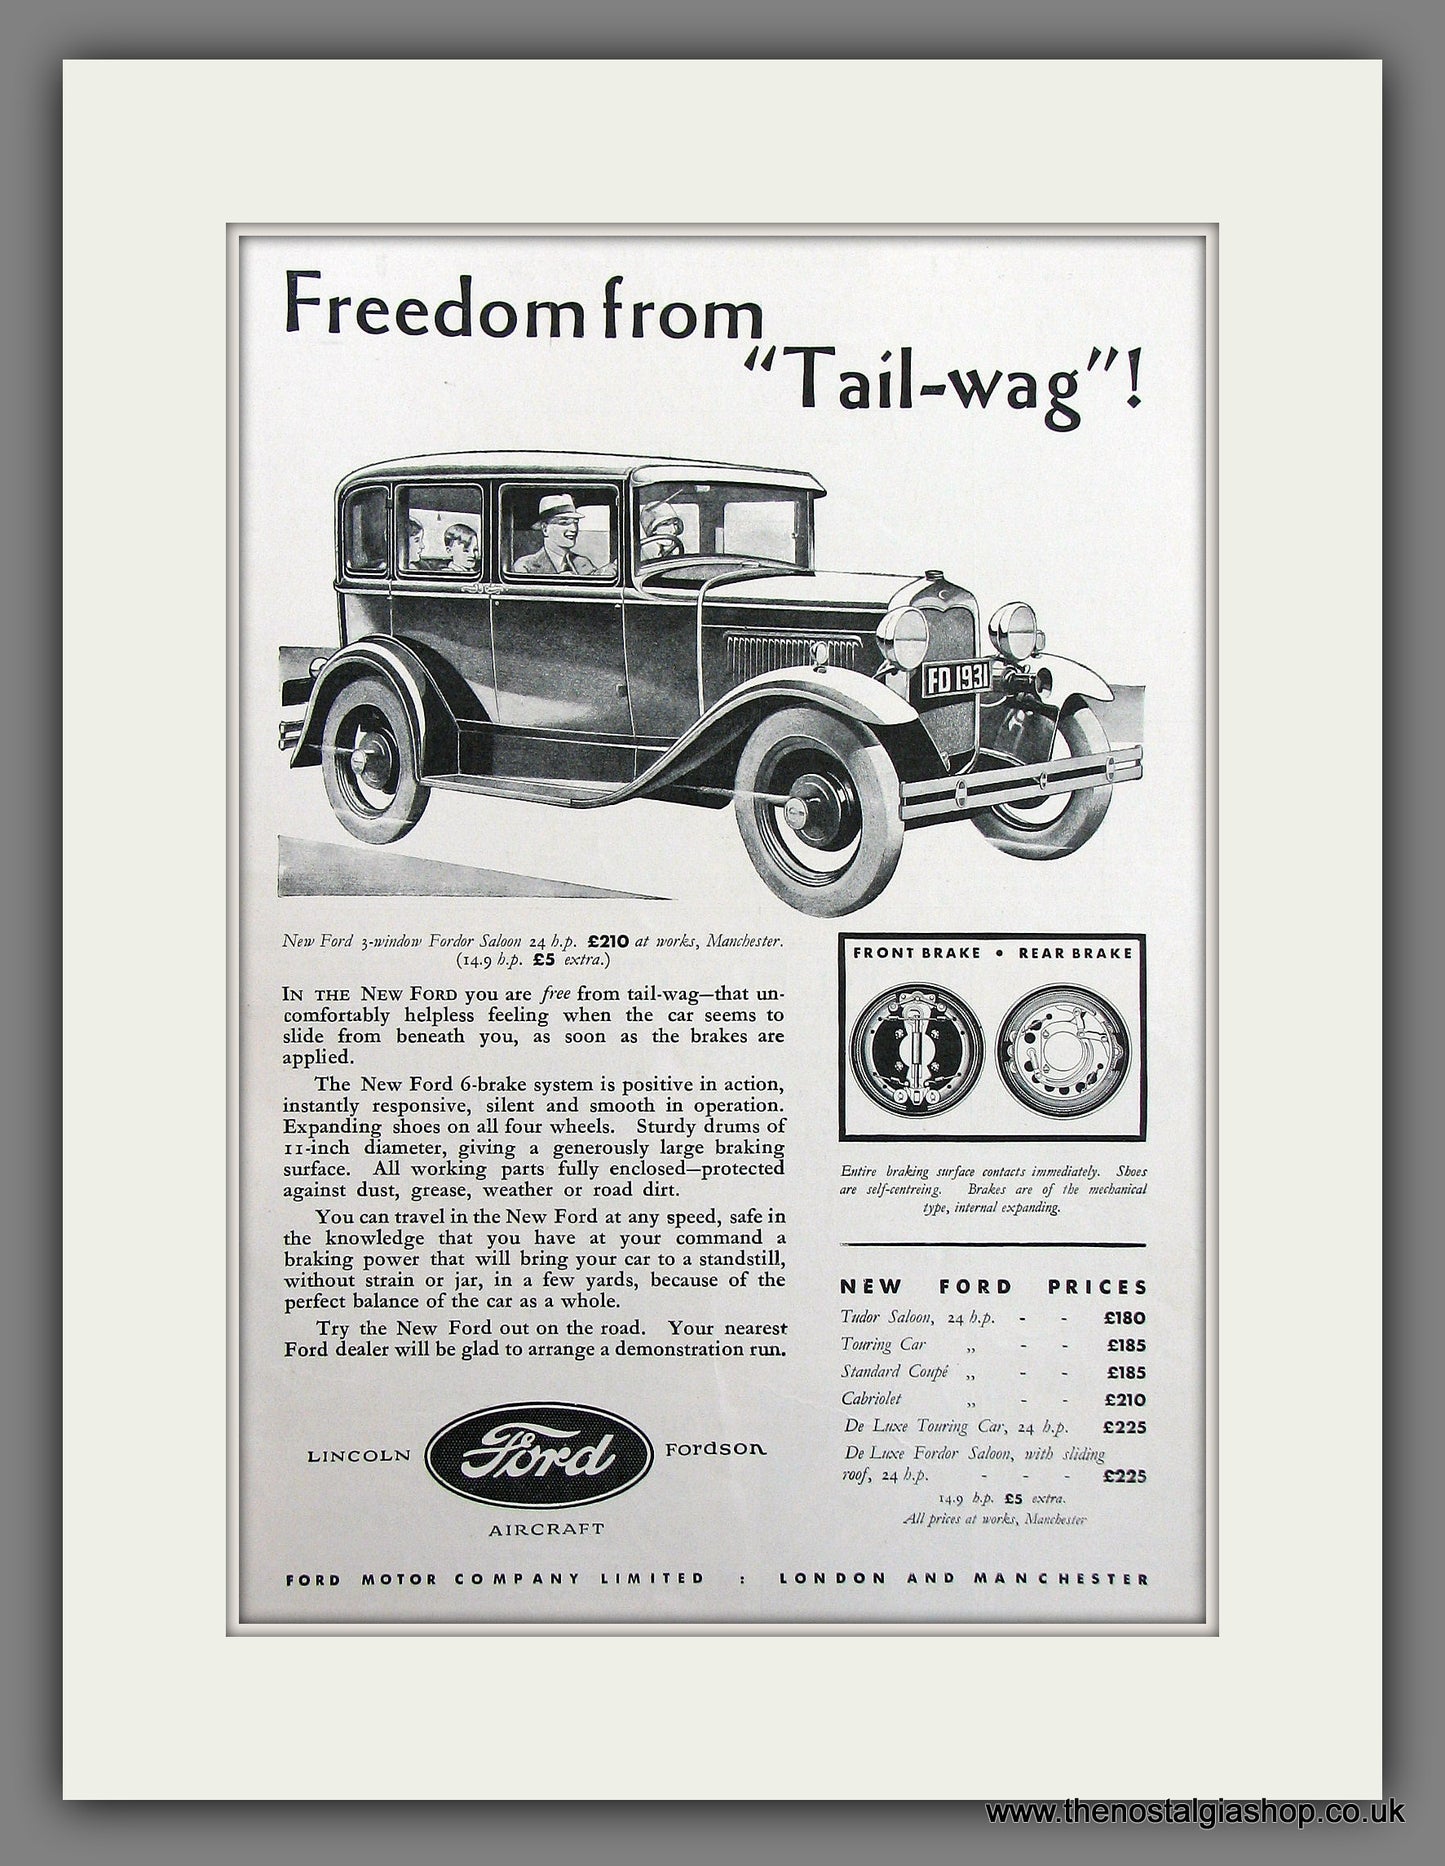 Freedom from
"Tail-wag"!
FD 1931
New Ford 3-window Fordor Saloon 24 h.p. £210 at works, Manchester.
(14.9 h.p. £5 extra.)
IN THE NEW FORD you are free from tail-wag—that un-
comfortably helpless feeling when the car seems to
slide from beneath you, as soon as the brakes are
applied.
The New Ford 6-brake system is positive in action,
instantly responsive, silent and smooth in operation.
Expanding shoes on all four wheels. Sturdy drums of
11-inch diameter, giving a generously large braking
surface. All working parts fully enclosed—protected
against dust, grease, weather or road dirt.
You can travel in the New Ford at any speed, safe in
the knowledge that you have at your command a
braking power that will bring your car to a standstill,
without strain or jar, in a few yards, because of the
perfect balance of the car as a whole.
Try the New Ford out on the road. Your nearest
Ford dealer will be glad to arrange a demonstration run.
LINCOLN Ford Fordson
AIRCRAFT
FRONT BRAKE • REAR BRAKE
Entire braking surface contacts immediately. Shoes
are self-centreing. Brakes are of the mechanical
type, internal expanding.
NEW FORD PRICES
Tudor Saloon, 24 h.p. - - £180
Touring Car ,, - - £185
Standard Coupé ,, - - £185
Cabriolet ,, - - £210
De Luxe Touring Car, 24 h.p. £225
De Luxe Fordor Saloon, with sliding
roof, 24 h.p. - - - £225
14.9 h.p. £5 extra.
All prices at works, Manchester
FORD MOTOR COMPANY LIMITED : LONDON AND MANCHESTER
www.thenostalgiashop.co.uk